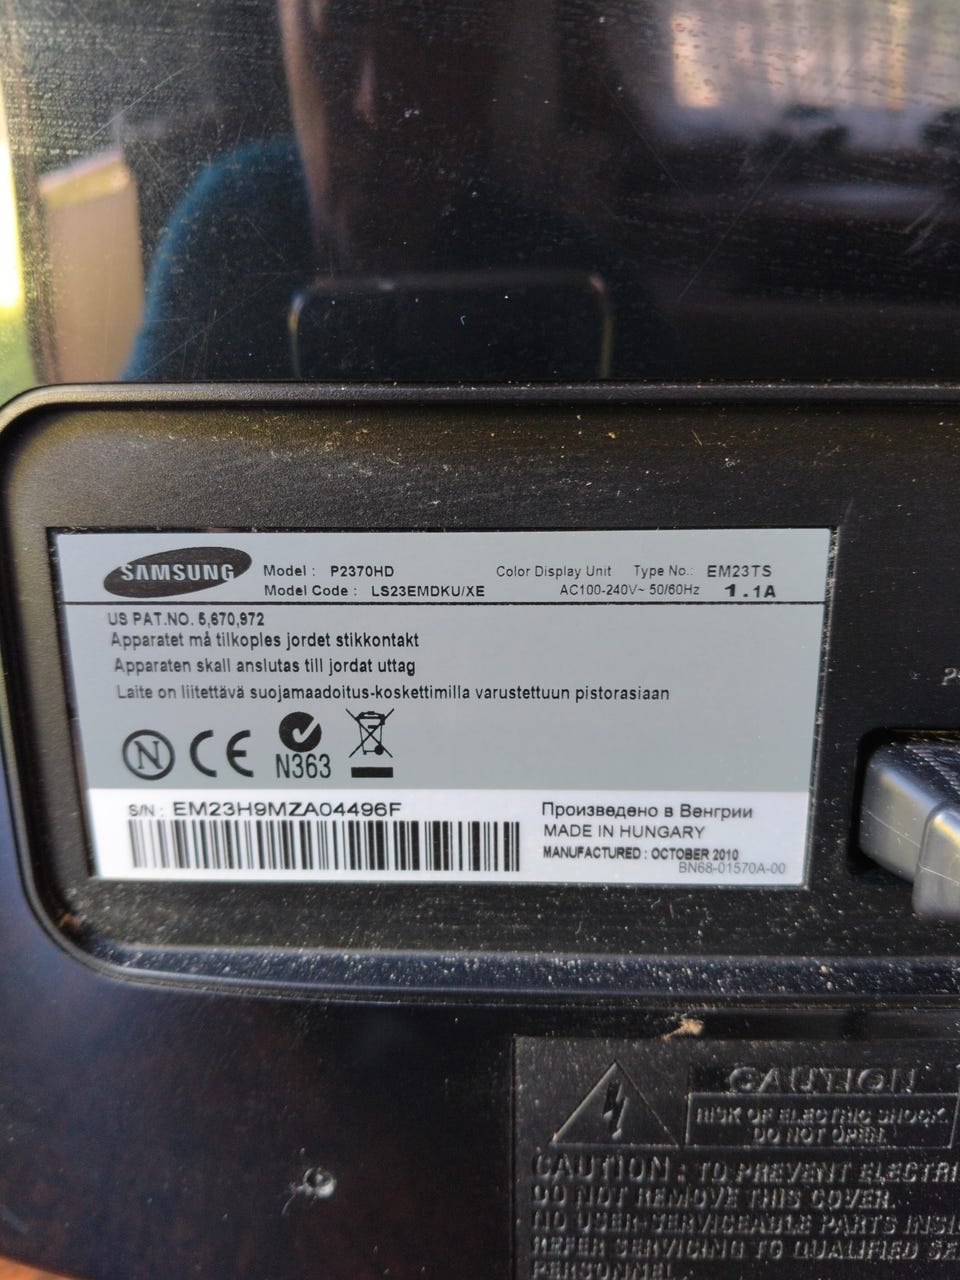 SAMSUNG
Model : P2370HD
Color Display Unit Type No.: EM23TS
Model Code : LS23EMDKU/XE
AC100-240V~ 50/60Hz 1.1A
US PAT.NO. 5,670,972
Apparatet må tilkoples jordet stikkontakt
Apparaten skall anslutas till jordat uttag
Laite on liitettävä suojamaadoitus-koskettimilla varustettuun pistorasiaan
N CE N363
S/N : EM23H9MZA04496F
Произведено в Венгрии
MADE IN HUNGARY
MANUFACTURED : OCTOBER 2010
BN68-01570A-00
CAUTION
RISK OF ELECTRIC SHOCK
DO NOT OPEN.
CAUTION : TO PREVENT
DO NOT REMOVE THIS COVER.
NO USER-SERVICEABLE PARTS
REFER SERVICING TO QUALIFIED
PERSONNEL.